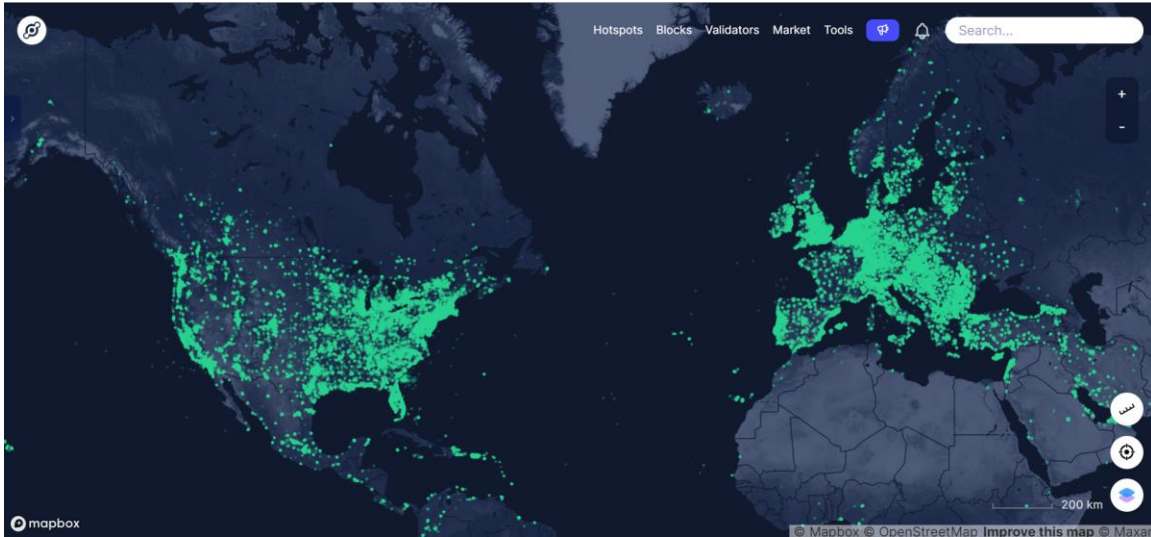 Hotspots Blocks Validators Market Tools Search...
+
-
200 km
mapbox
© Mapbox © OpenStreetMap Improve this map © Maxar